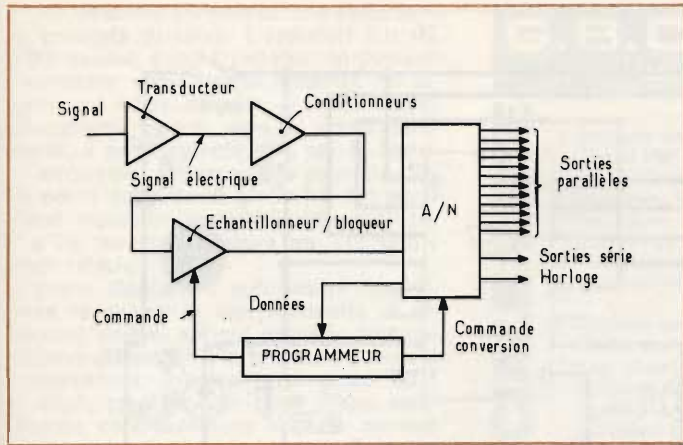 Transducteur
Signal
Conditionneurs
Signal électrique
Sorties
parallèles
A/N
Echantillonneur / bloqueur
Sorties série
Horloge
Données
Commande
Commande
conversion
PROGRAMMEUR